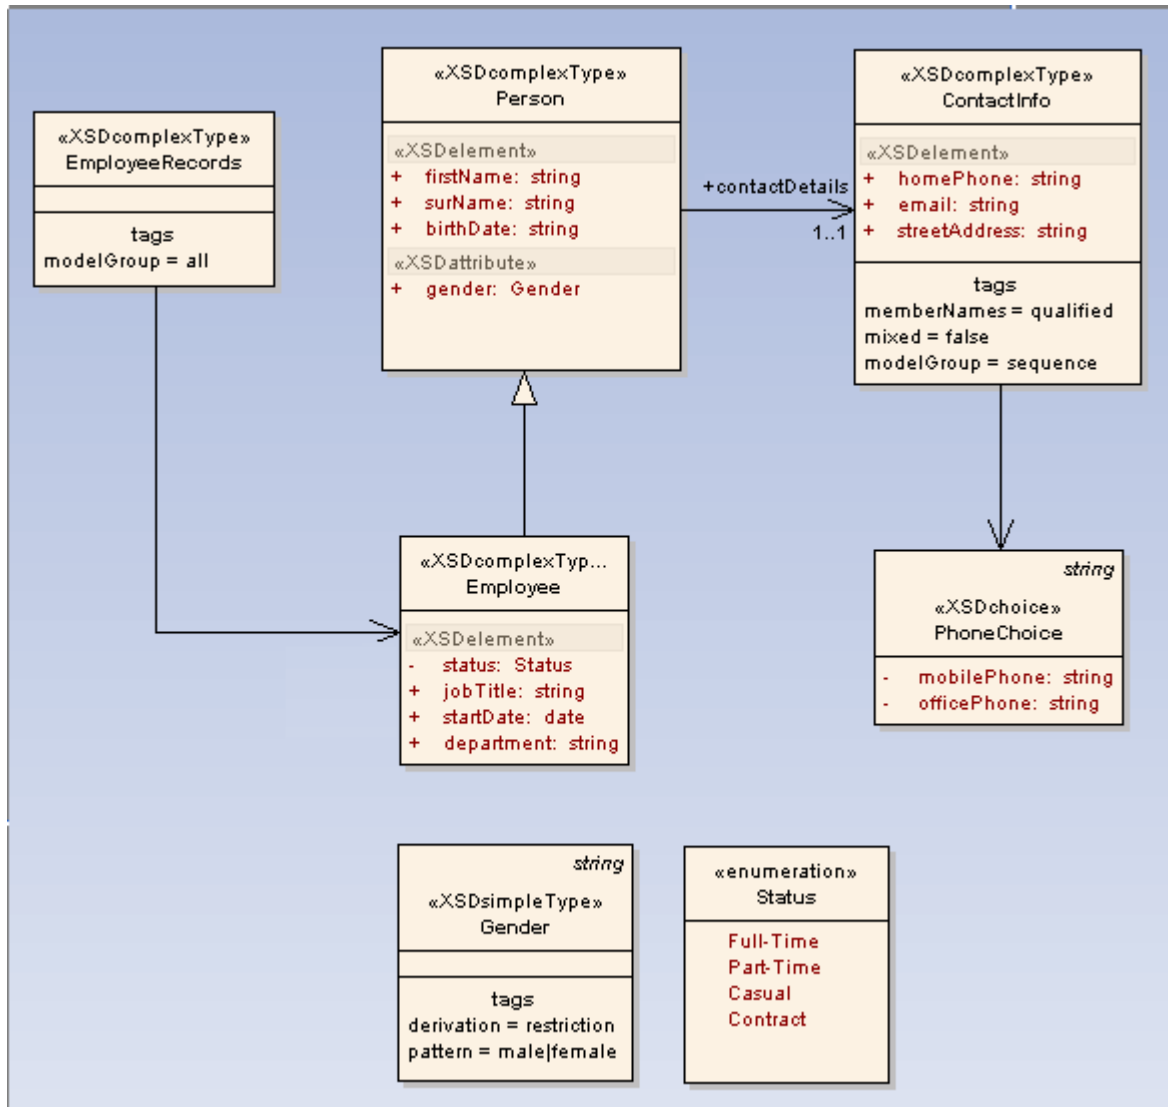 «XSDcomplexType»
EmployeeRecords
tags
modelGroup = all
«XSDcomplexType»
Person
«XSDelement»
+ firstName: string
+ surName: string
+ birthDate: string
«XSDattribute»
+ gender: Gender
+contactDetails
1..1
«XSDcomplexType»
ContactInfo
«XSDelement»
+ homePhone: string
+ email: string
+ streetAddress: string
tags
memberNames = qualified
mixed = false
modelGroup = sequence
«XSDcomplexTyp...
Employee
«XSDelement»
- status: Status
+ jobTitle: string
+ startDate: date
+ department: string
string
«XSDchoice»
PhoneChoice
- mobilePhone: string
- officePhone: string
string
«XSDsimpleType»
Gender
tags
derivation = restriction
pattern = male|female
«enumeration»
Status
Full-Time
Part-Time
Casual
Contract